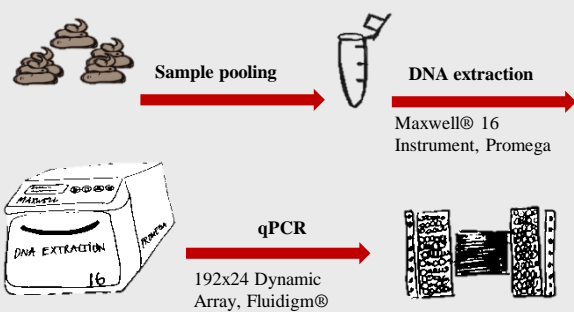 Sample pooling
DNA extraction
Maxwell® 16
Instrument, Promega
MAXWELL
PROMEGA
DNA EXTRACTION
16
qPCR
192x24 Dynamic
Array, Fluidigm®